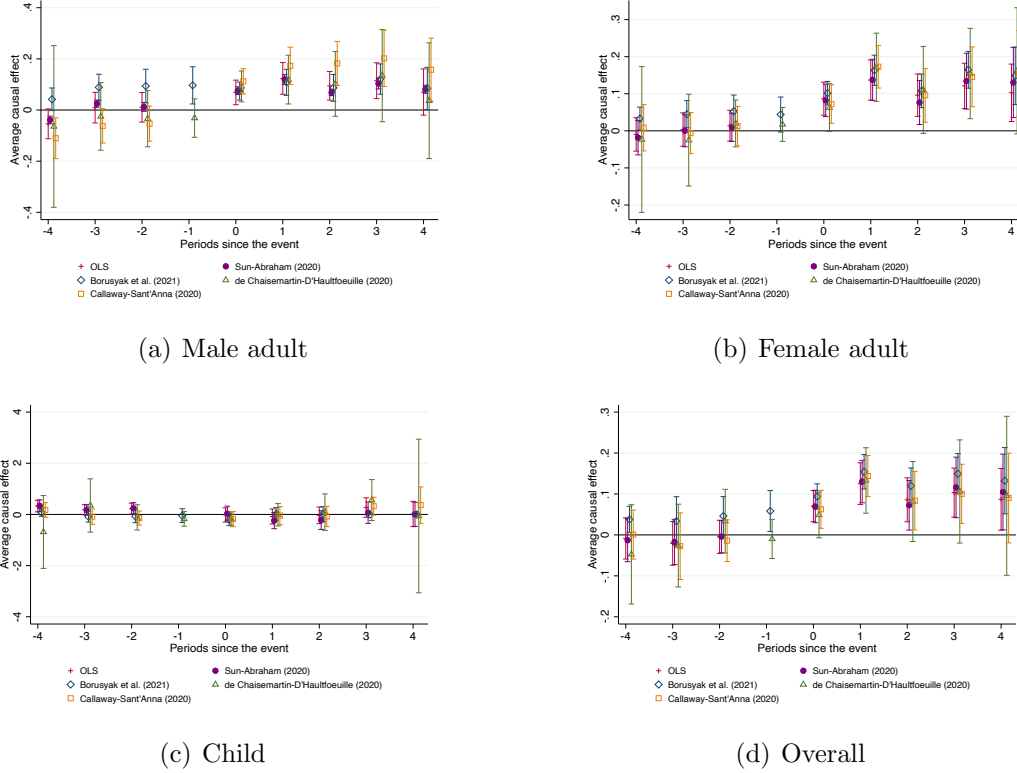 .4
.2
0
-.2
-.4
Average causal effect
-4 -3 -2 -1 0 1 2 3 4
Periods since the event
OLS Sun-Abraham (2020)
Borusyak et al. (2021) de Chaisemartin-D'Haultfoeuille (2020)
Callaway-Sant'Anna (2020)
(a) Male adult
.3
.2
.1
0
-.1
-.2
Average causal effect
-4 -3 -2 -1 0 1 2 3 4
Periods since the event
OLS Sun-Abraham (2020)
Borusyak et al. (2021) de Chaisemartin-D'Haultfoeuille (2020)
Callaway-Sant'Anna (2020)
(b) Female adult
.4
.2
0
-.2
-.4
Average causal effect
-4 -3 -2 -1 0 1 2 3 4
Periods since the event
OLS Sun-Abraham (2020)
Borusyak et al. (2021) de Chaisemartin-D'Haultfoeuille (2020)
Callaway-Sant'Anna (2020)
(c) Child
.3
.2
.1
0
-.1
-.2
Average causal effect
-4 -3 -2 -1 0 1 2 3 4
Periods since the event
OLS Sun-Abraham (2020)
Borusyak et al. (2021) de Chaisemartin-D'Haultfoeuille (2020)
Callaway-Sant'Anna (2020)
(d) Overall